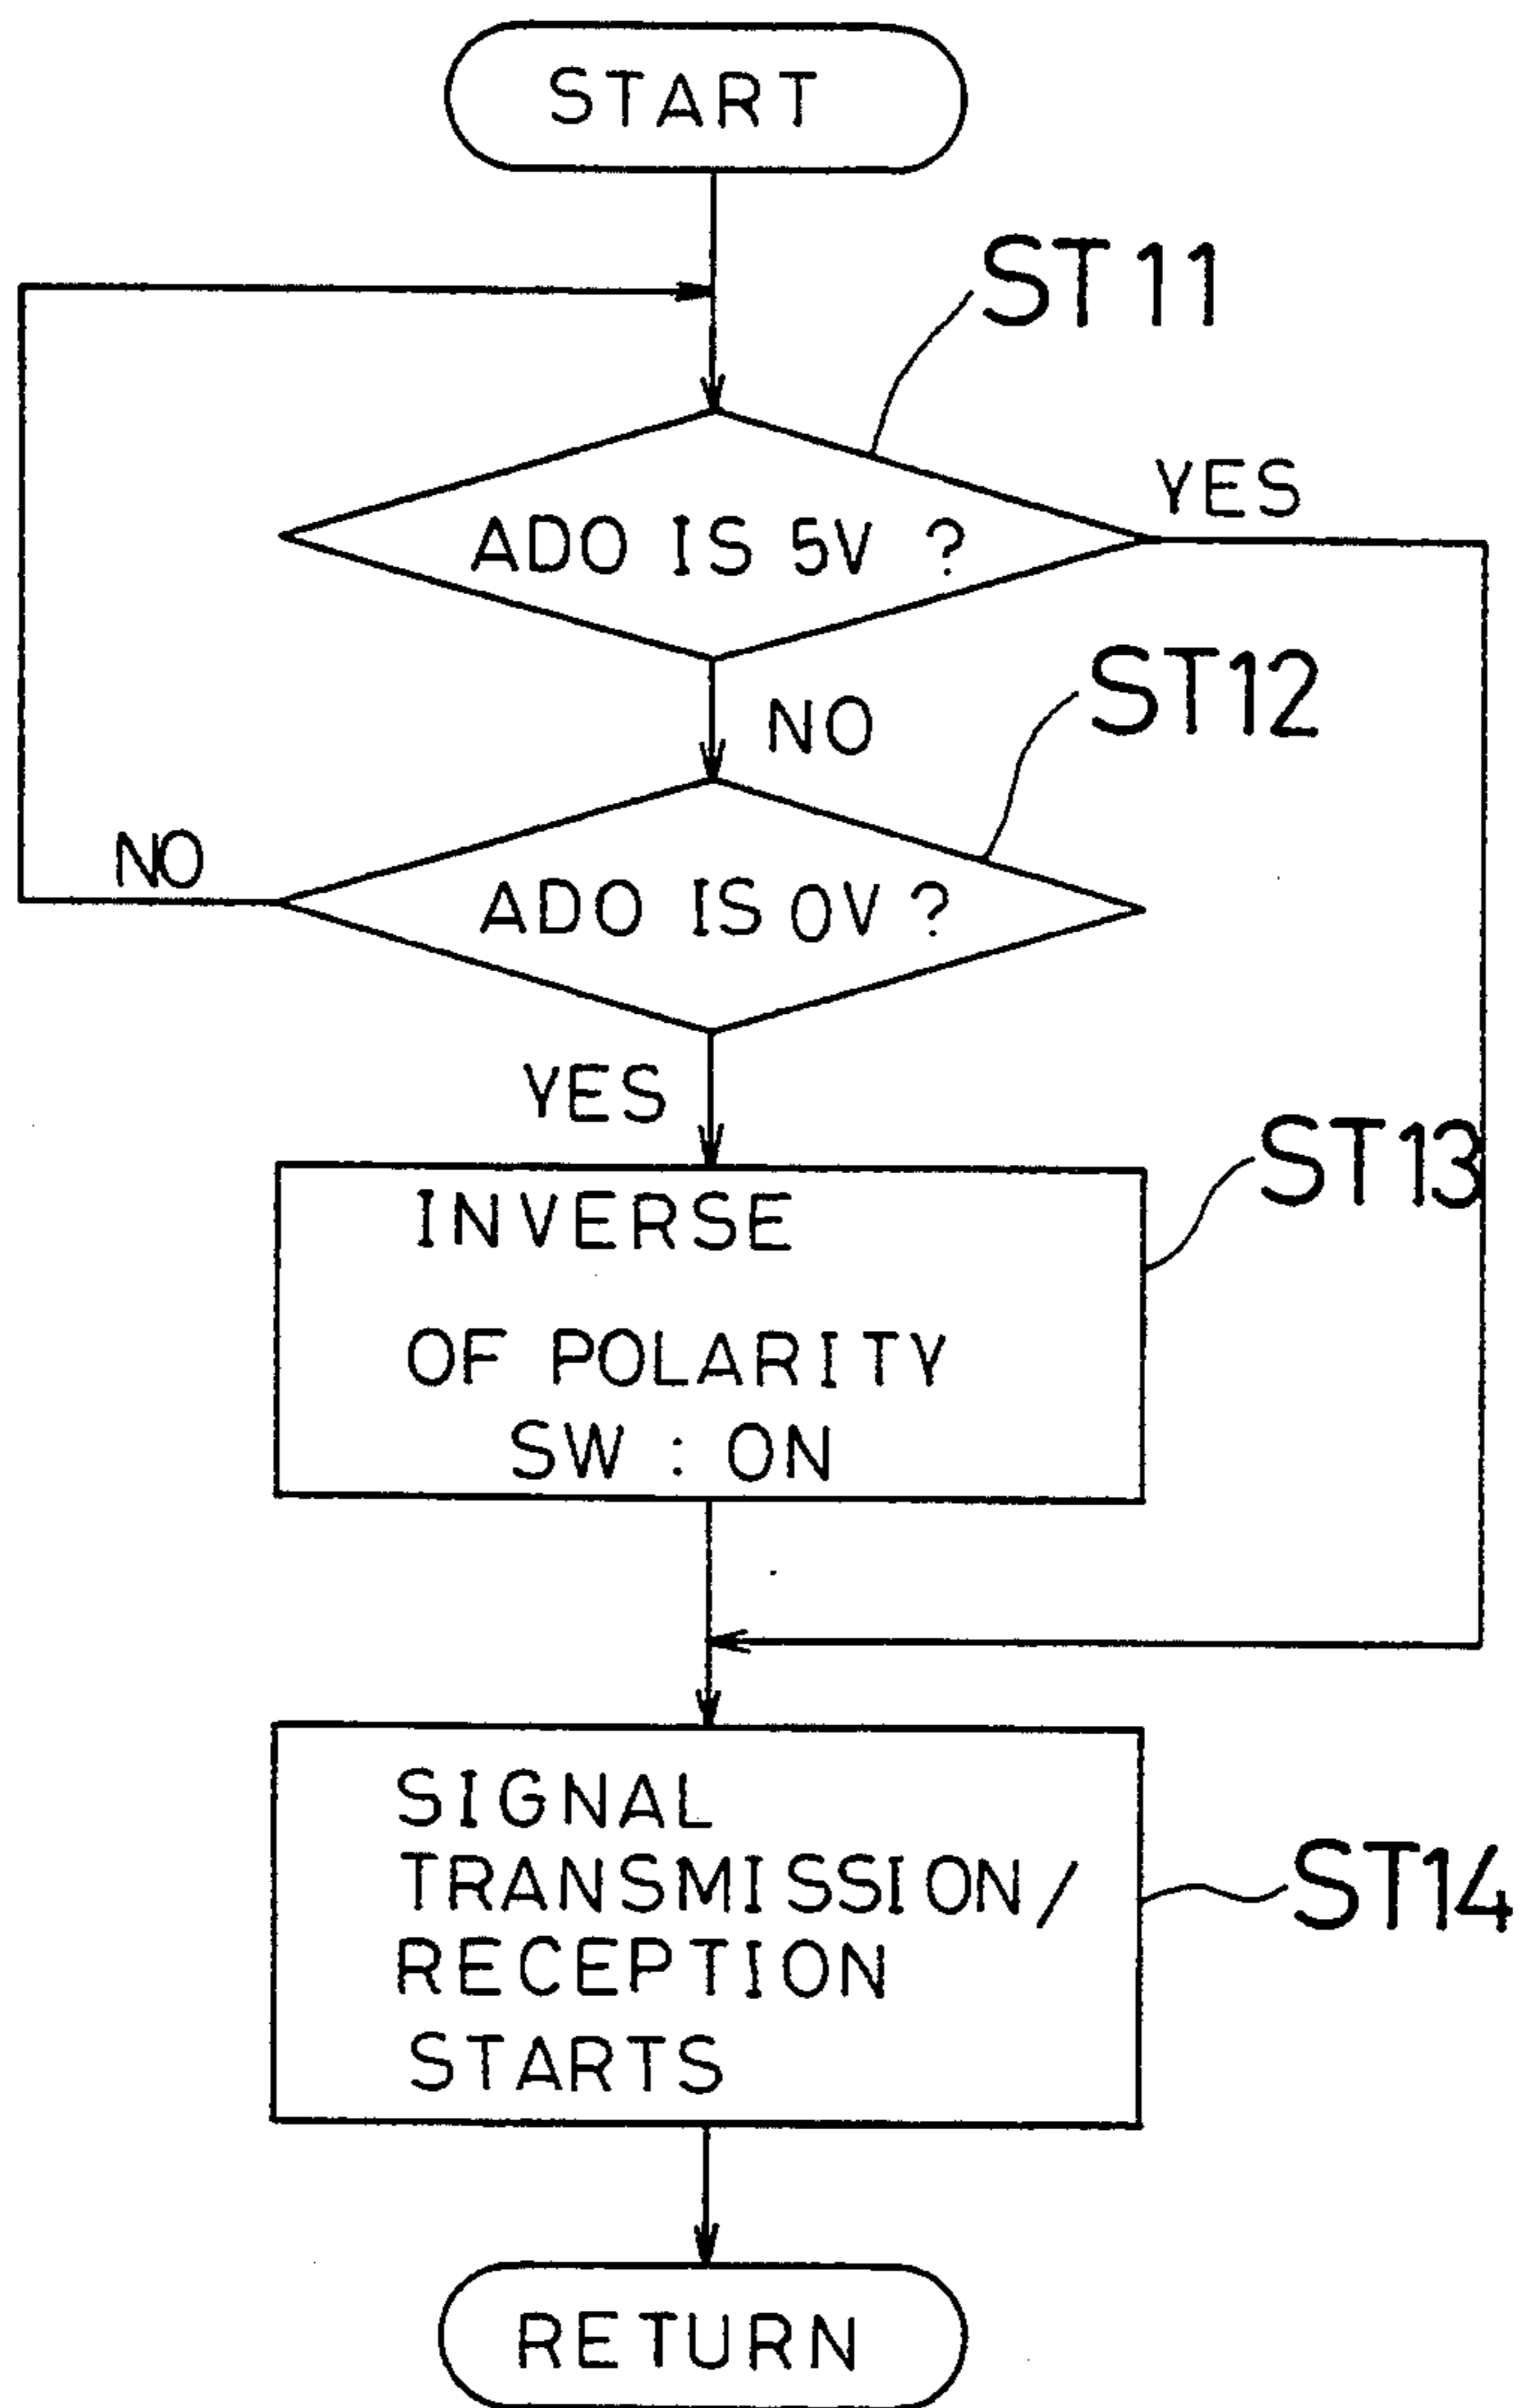 START
ST11
YES
ADO IS 5V ?
NO
ST12
NO
ADO IS 0V ?
YES
ST13
INVERSE
OF POLARITY
SW : ON
SIGNAL
TRANSMISSION/
RECEPTION
STARTS
ST14
RETURN